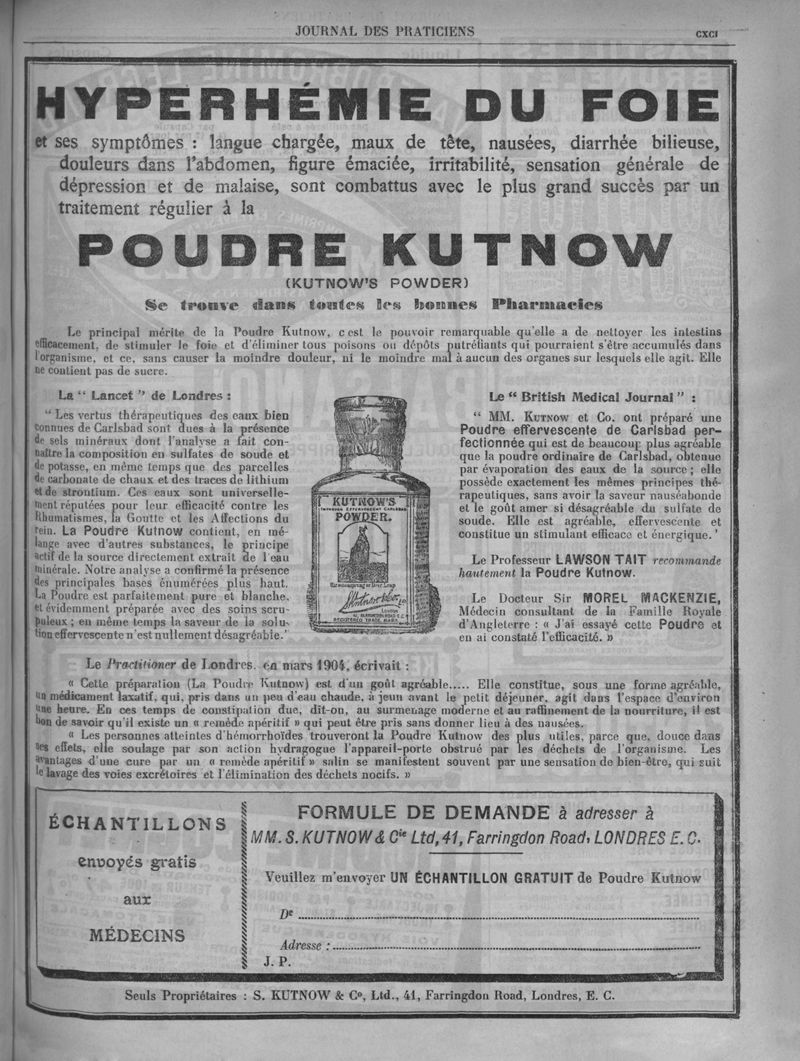 JOURNAL DES PRATICIENS
CXCI
HYPERHÉMIE DU FOIE
et ses symptômes : langue chargée, maux de tête, nausées, diarrhée bilieuse,
douleurs dans l'abdomen, figure émaciée, irritabilité, sensation générale de
dépression et de malaise, sont combattus avec le plus grand succès par un
traitement régulier à la
POUDRE KUTNOW
(KUTNOW'S POWDER)
Se trouve dans toutes les bonnes Pharmacies
Le principal mérite de la Poudre Kutnow, c'est le pouvoir remarquable qu'elle a de nettoyer les intestins
efficacement, de stimuler le foie et d'éliminer tous poisons ou dépôts putréfiants qui pourraient s'être accumulés dans
l'organisme, et ce, sans causer la moindre douleur, ni le moindre mal à aucun des organes sur lesquels elle agit. Elle
ne contient pas de sucre.
La “ Lancet ” de Londres :
“ Les vertus thérapeutiques des eaux bien
connues de Carlsbad sont dues à la présence
de sels minéraux dont l'analyse a fait con-
naître la composition en sulfates de soude et
de potasse, en même temps que des parcelles
de carbonate de chaux et des traces de lithium
et de strontium. Ces eaux sont universelle-
ment réputées pour leur efficacité contre les
Rhumatismes, la Goutte et les Affections du
rein. La Poudre Kutnow contient, en mé-
lange avec d'autres substances, le principe
actif de la source directement extrait de l'eau
minérale. Notre analyse a confirmé la présence
des principales bases énumérées plus haut.
La Poudre est parfaitement pure et blanche,
et évidemment préparée avec des soins scru-
puleux ; en même temps la saveur de la solu-
tion effervescente n'est nullement désagréable.’
KUTNOW'S
IMPROVED EFFERVESCENT CARLSBAD
POWDER.
London
REGISTERED TRADE MARK
Le “ British Medical Journal ” :
“ MM. KUTNOW et Co. ont préparé une
Poudre effervescente de Carlsbad per-
fectionnée qui est de beaucoup plus agréable
que la poudre ordinaire de Carlsbad, obtenue
par évaporation des eaux de la source ; elle
possède exactement les mêmes principes thé-
rapeutiques, sans avoir la saveur nauséabonde
et le goût amer si désagréable du sulfate de
soude. Elle est agréable, effervescente et
constitue un stimulant efficace et énergique. ’
Le Professeur LAWSON TAIT recommande
hautement la Poudre Kutnow.
Le Docteur Sir MOREL MACKENZIE,
Médecin consultant de la Famille Royale
d'Angleterre : « J'ai essayé cette Poudre et
en ai constaté l'efficacité. »
Le Practitioner de Londres, en mars 1904, écrivait :
« Cette préparation (La Poudre Kutnow) est d'un goût agréable..... Elle constitue, sous une forme agréable,
un médicament laxatif, qui, pris dans un peu d'eau chaude, à jeun avant le petit déjeuner, agit dans l'espace d'environ
une heure. En ces temps de constipation due, dit-on, au surmenage moderne et au raffinement de la nourriture, il est
bon de savoir qu'il existe un « remède apéritif » qui peut être pris sans donner lieu à des nausées.
« Les personnes atteintes d'hémorrhoïdes trouveront la Poudre Kutnow des plus utiles, parce que, douce dans
ses effets, elle soulage par son action hydragogue l'appareil-porte obstrué par les déchets de l'organisme. Les
avantages d'une cure par un « remède apéritif » salin se manifestent souvent par une sensation de bien-être, qui suit
le lavage des voies excrétoires et l'élimination des déchets nocifs. »
ÉCHANTILLONS
envoyés gratis
aux
MÉDECINS
FORMULE DE DEMANDE à adresser à
MM. S. KUTNOW & Cie Ltd, 41, Farringdon Road, LONDRES E. C.
Veuillez m'envoyer UN ÉCHANTILLON GRATUIT de Poudre Kutnow
De
Adresse :
J. P.
Seuls Propriétaires : S. KUTNOW & Co, Ltd., 41, Farringdon Road, Londres, E. C.